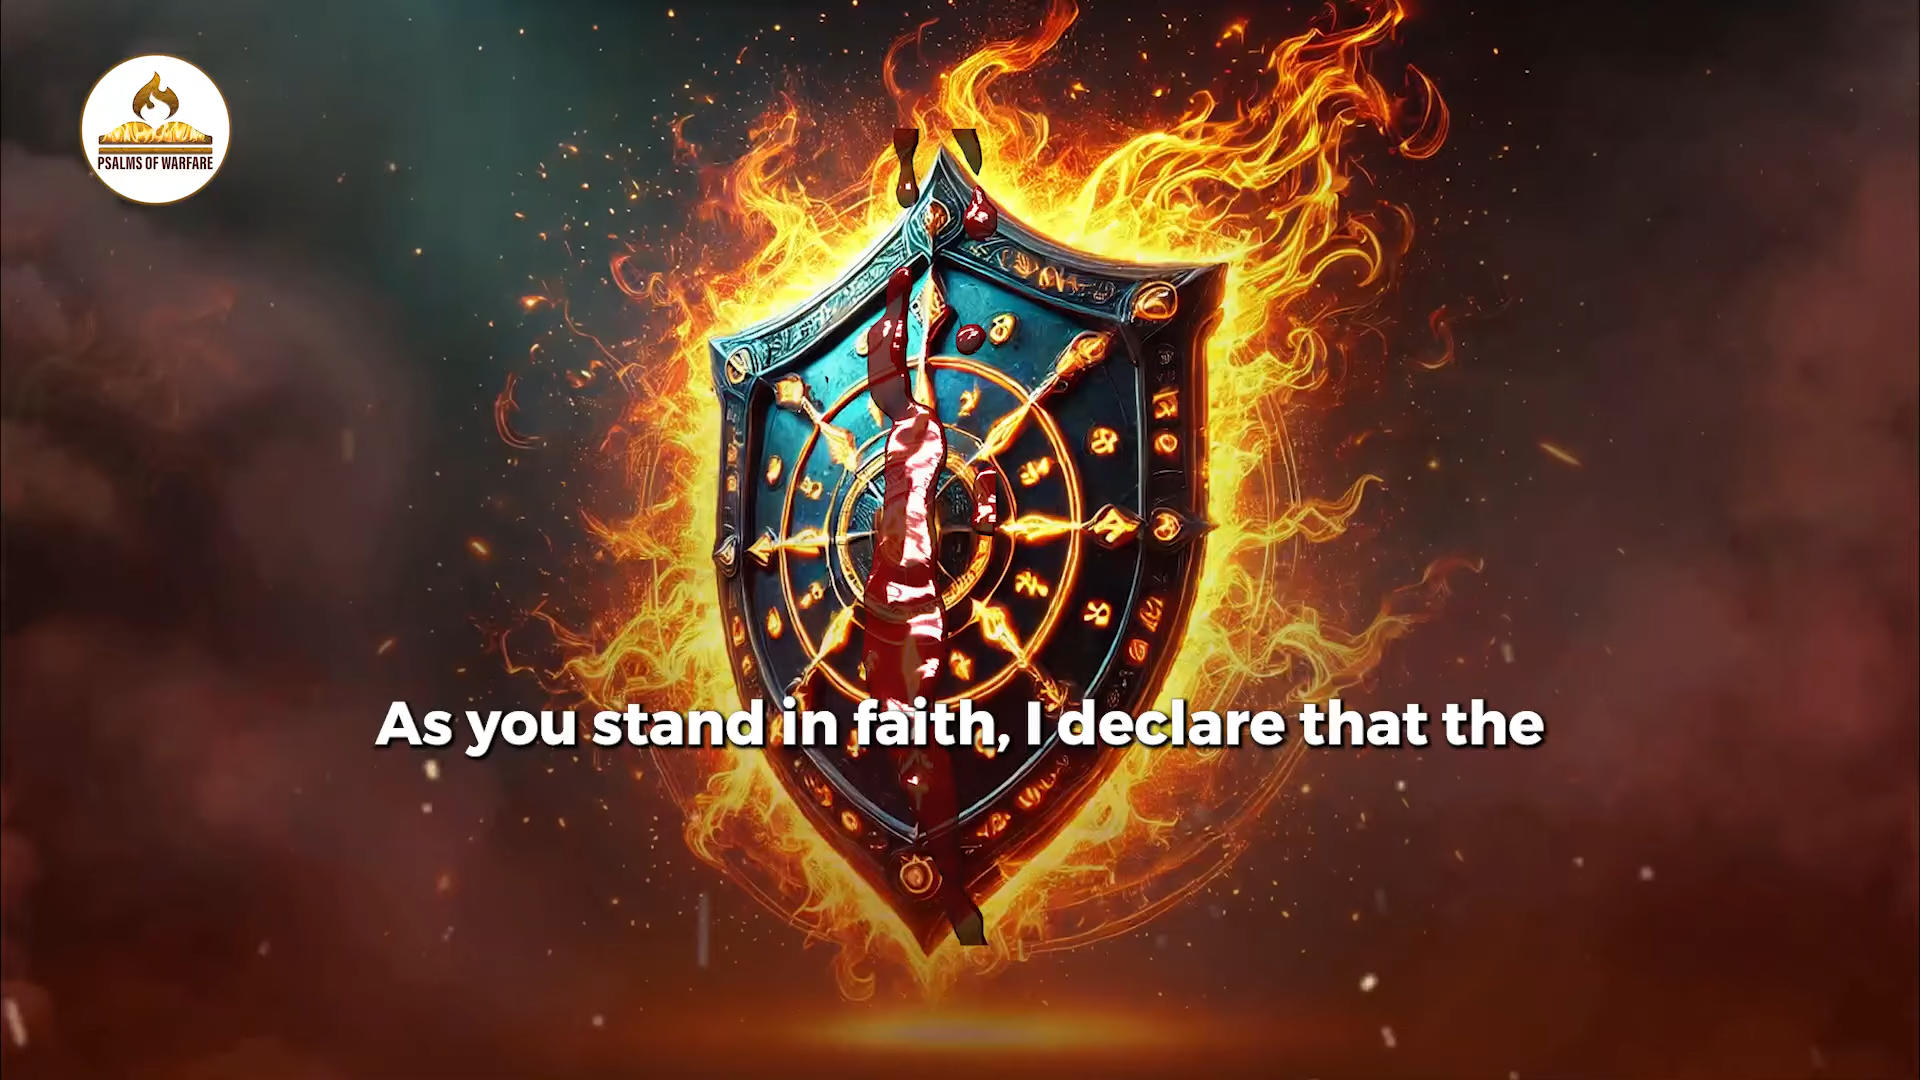 PSALMS OF WARFARE
As you stand in faith, I declare that the